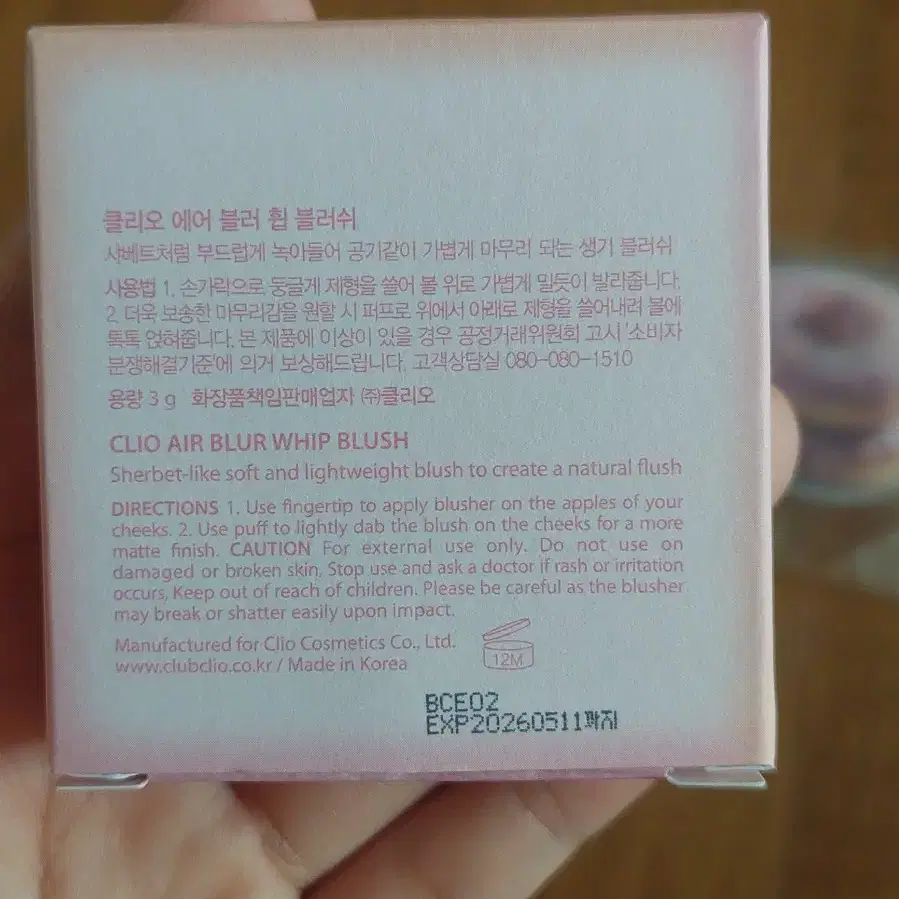 클리오 에어 블러 휩 블러쉬
샤베트처럼 부드럽게 녹아들어 공기같이 가볍게 마무리 되는 생기 블러쉬
사용법 1. 손가락으로 둥글게 제형을 쓸어 볼 위로 가볍게 밀듯이 발라줍니다.
2. 더욱 보송한 마무리감을 원할 시 퍼프로 위에서 아래로 제형을 쓸어내려 볼에
톡톡 얹혀줍니다. 본 제품에 이상이 있을 경우 공정거래위원회 고시 '소비자
분쟁해결기준'에 의거 보상해드립니다. 고객상담실 080-080-1510
용량 3 g 화장품책임판매업자 ㈜클리오
CLIO AIR BLUR WHIP BLUSH
Sherbet-like soft and lightweight blush to create a natural flush
DIRECTIONS 1. Use fingertip to apply blusher on the apples of your
cheeks. 2. Use puff to lightly dab the blush on the cheeks for a more
matte finish. CAUTION For external use only. Do not use on
damaged or broken skin. Stop use and ask a doctor if rash or irritation
occurs. Keep out of reach of children. Please be careful as the blusher
may break or shatter easily upon impact.
Manufactured for Clio Cosmetics Co., Ltd.
www.clubclio.co.kr / Made in Korea
12M
BCE02
EXP20260511까지